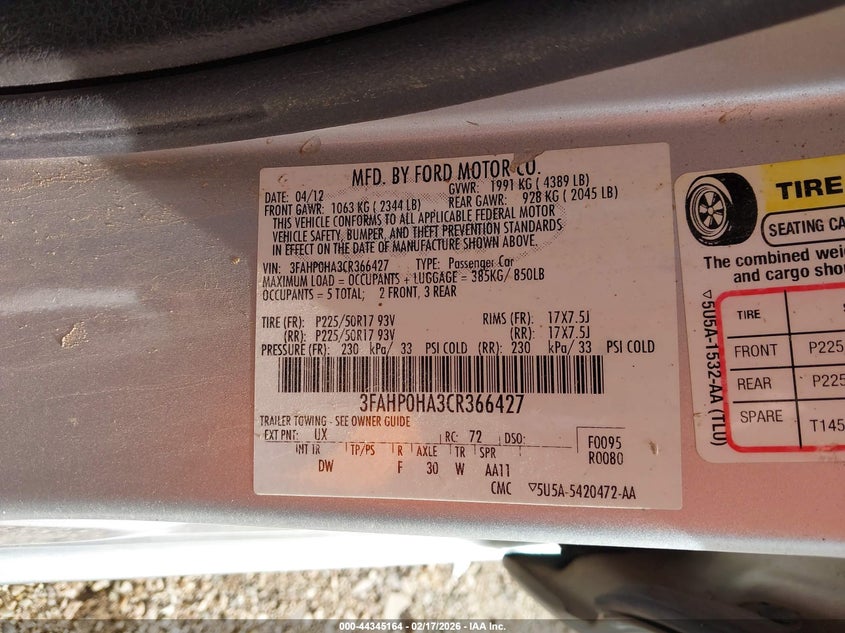 MFD. BY FORD MOTOR CO.
DATE: 04/12 GVWR: 1991 KG ( 4389 LB)
FRONT GAWR: 1063 KG ( 2344 LB) REAR GAWR: 928 KG ( 2045 LB)
THIS VEHICLE CONFORMS TO ALL APPLICABLE FEDERAL MOTOR
VEHICLE SAFETY, BUMPER, AND THEFT PREVENTION STANDARDS
IN EFFECT ON THE DATE OF MANUFACTURE SHOWN ABOVE.
VIN: 3FAHP0HA3CR366427 TYPE: Passenger Car
MAXIMUM LOAD = OCCUPANTS + LUGGAGE = 385KG/ 850LB
OCCUPANTS = 5 TOTAL; 2 FRONT, 3 REAR
TIRE (FR): P225/50R17 93V RIMS (FR): 17X7.5J
(RR): P225/50R17 93V (RR): 17X7.5J
PRESSURE (FR): 230 kPa/ 33 PSI COLD (RR): 230 kPa/ 33 PSI COLD
3FAHP0HA3CR366427
TRAILER TOWING - SEE OWNER GUIDE
EXT PNT: UX RC: 72 DSO: F0095
INT TR TP/PS R AXLE TR SPR R0080
DW F 30 W AA11
CMC ▽5U5A-5420472-AA
TIRE
SEATING CA
The combined wei
and cargo shou
TIRE
FRONT P225
REAR P225
SPARE T145
▽5U5A-1532-AA (TLU)
000-44345164 - 02/17/2026 - IAA Inc.